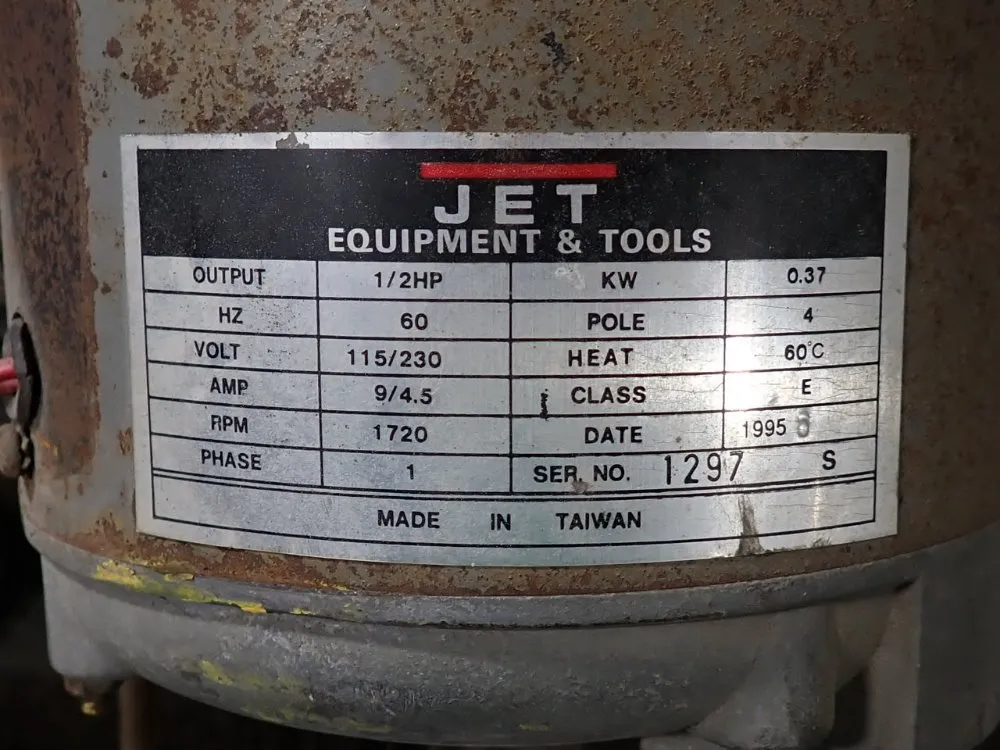 JET
EQUIPMENT & TOOLS
OUTPUT 1/2HP KW 0.37
HZ 60 POLE 4
VOLT 115/230 HEAT 60°C
AMP 9/4.5 CLASS E
RPM 1720 DATE 1995
PHASE 1 SER. NO. 1297 S
MADE IN TAIWAN